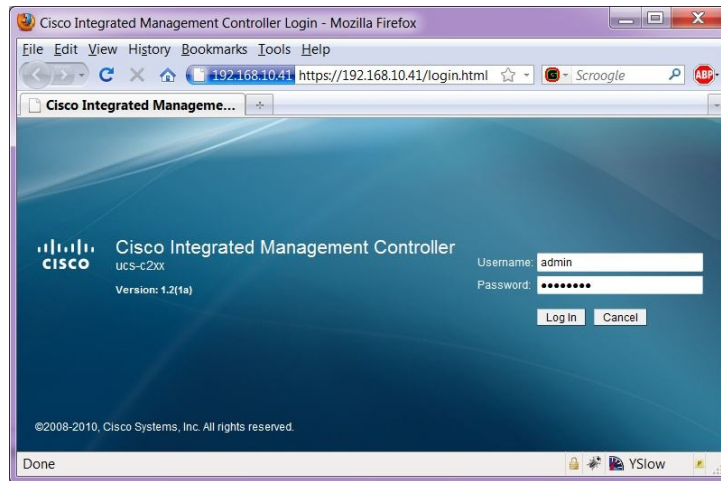 Cisco Integrated Management Controller Login - Mozilla Firefox
File Edit View History Bookmarks Tools Help
192.168.10.41 https://192.168.10.41/login.html Scroogle ABP
Cisco Integrated Manageme...
CISCO
Cisco Integrated Management Controller
ucs-c2xx
Version: 1.2(1a)
Username: admin
Password: ••••••••
Log In Cancel
©2008-2010, Cisco Systems, Inc. All rights reserved.
Done YSlow